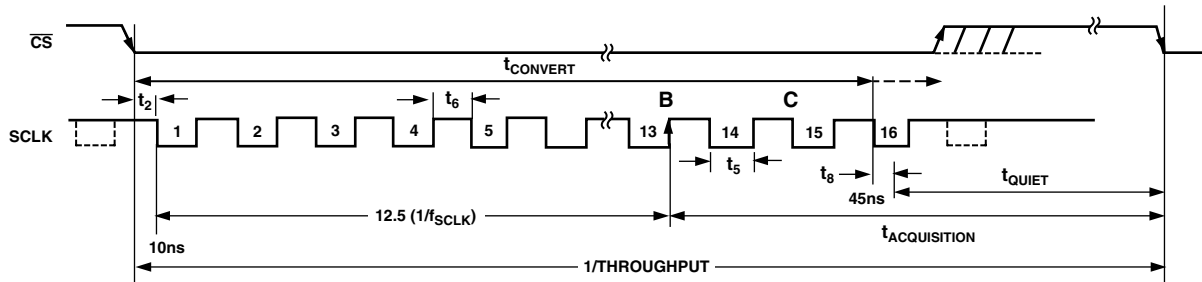 CS
tCONVERT
t2
t6
B
C
SCLK
1
2
3
4
5
13
14
15
16
t5
t8
tQUIET
45ns
12.5 (1/fSCLK)
tACQUISITION
10ns
1/THROUGHPUT